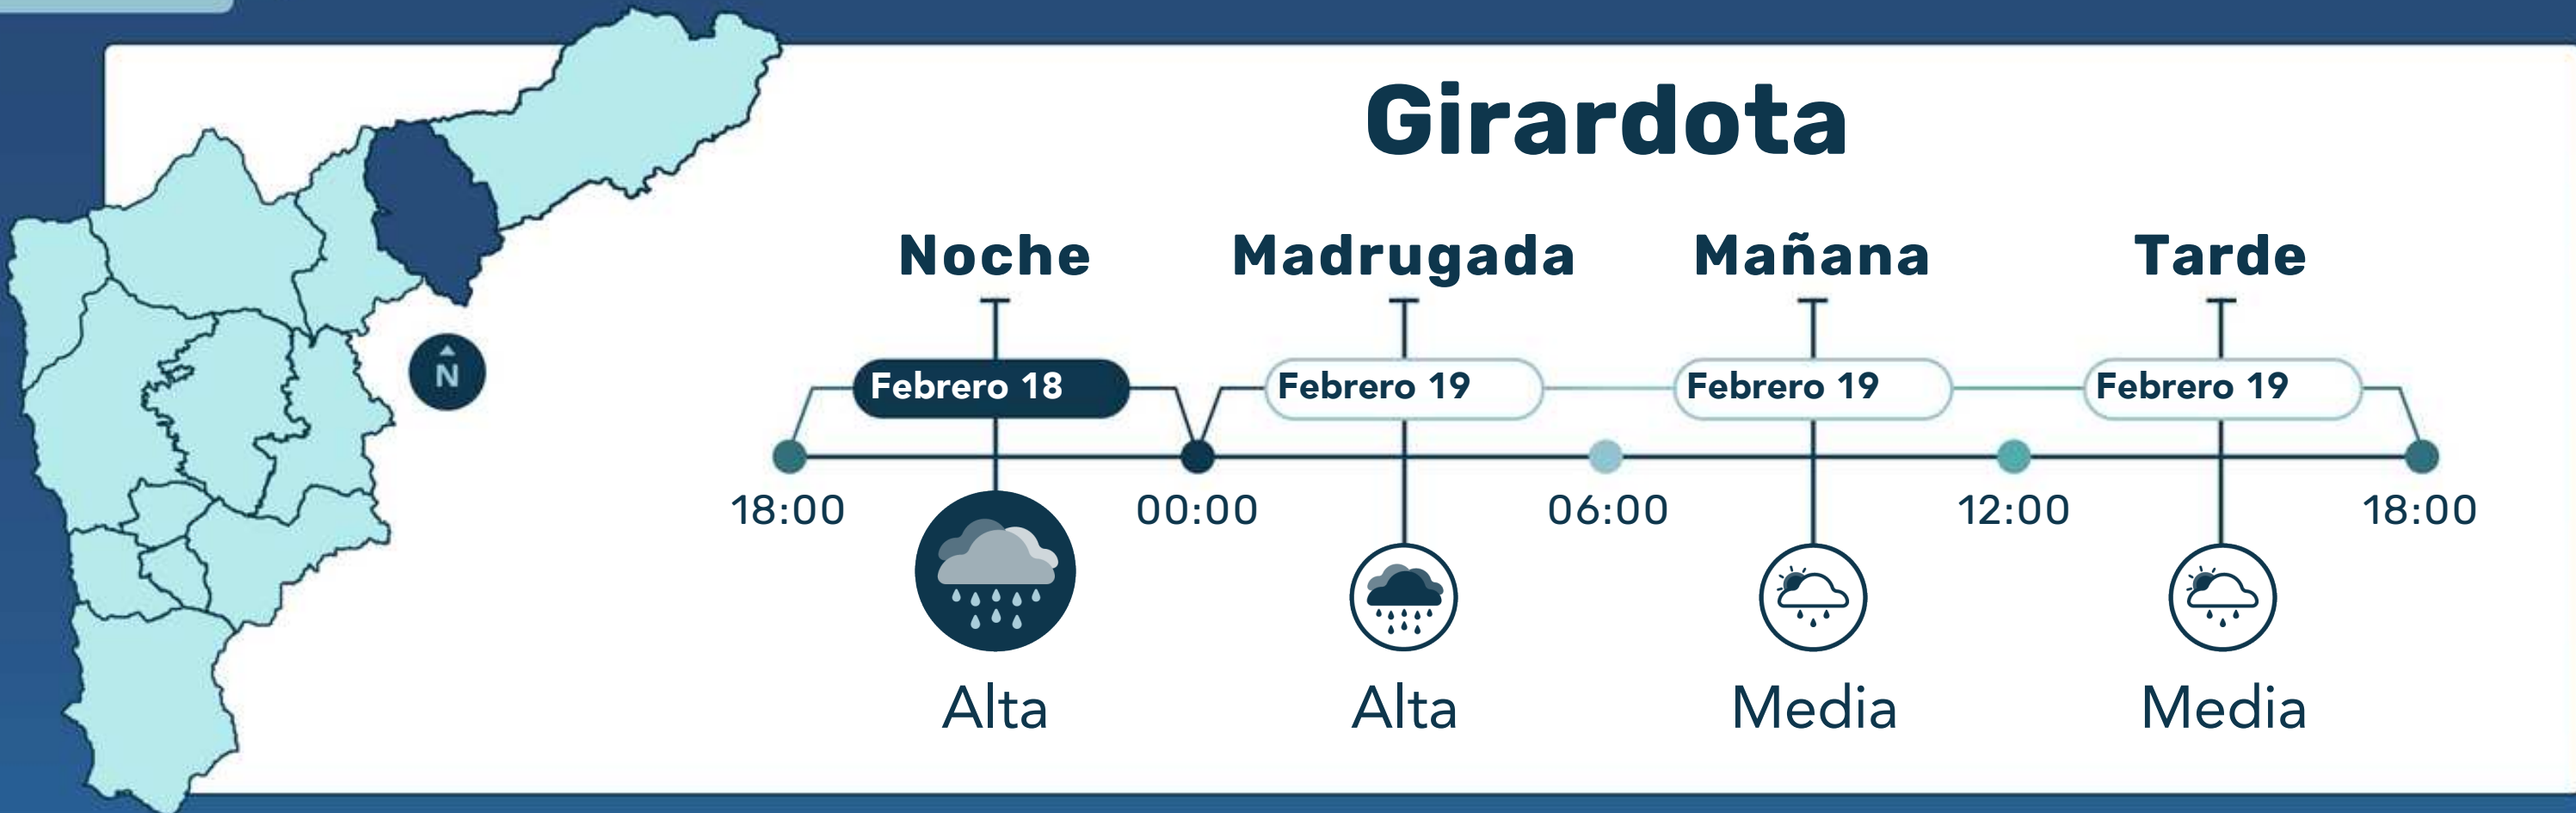 Girardota
Noche Madrugada Mañana Tarde
N
Febrero 18 Febrero 19 Febrero 19 Febrero 19
18:00 00:00 06:00 12:00 18:00
Alta Alta Media Media